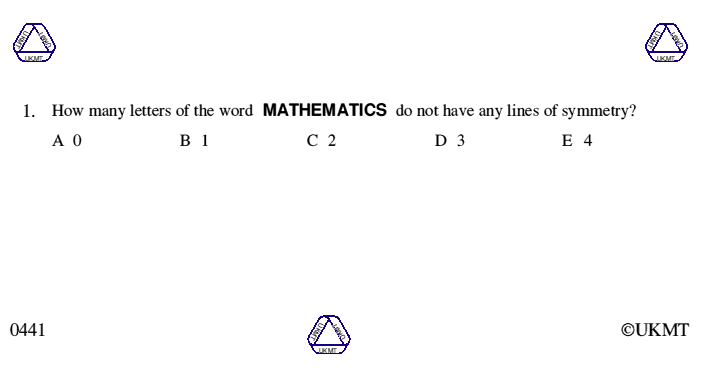 UKMT UKMT UKMT
UKMT UKMT UKMT
1. How many letters of the word MATHEMATICS do not have any lines of symmetry?
A 0 B 1 C 2 D 3 E 4
0441
UKMT UKMT UKMT
©UKMT